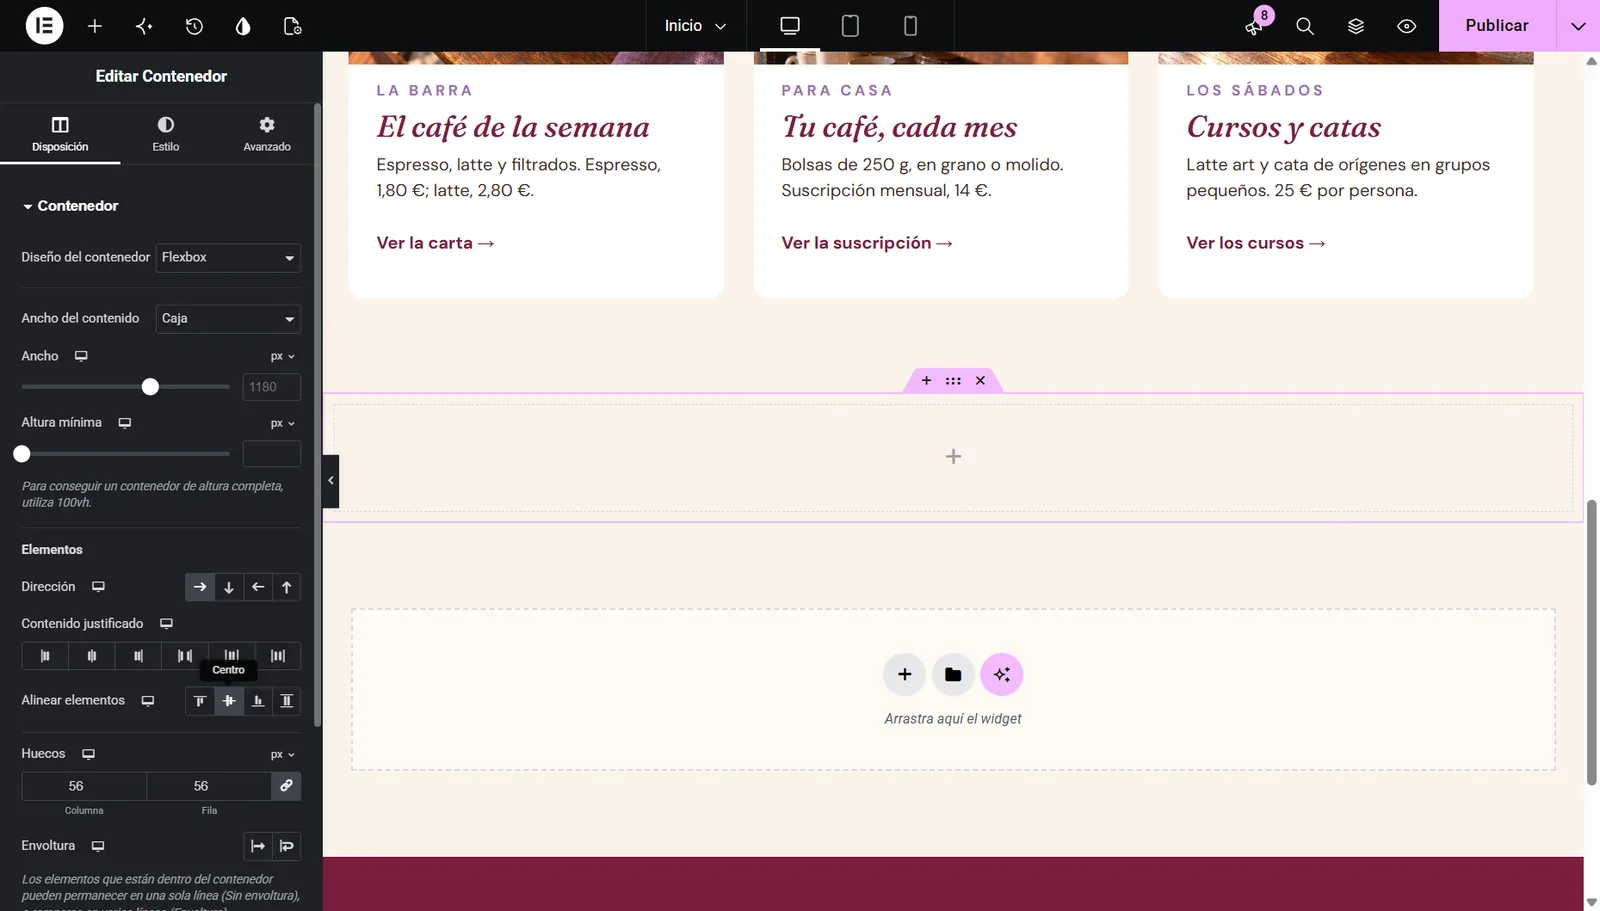 Inicio
8
Publicar
Editar Contenedor
Disposición
Estilo
Avanzado
Contenedor
Diseño del contenedor
Flexbox
Ancho del contenido
Caja
Ancho
px
1180
Altura mínima
px
Para conseguir un contenedor de altura completa,
utiliza 100vh.
Elementos
Dirección
Contenido justificado
Centro
Alinear elementos
Huecos
px
56
56
Columna
Fila
Envoltura
Los elementos que están dentro del contenedor
pueden permanecer en una sola línea (Sin envoltura),
LA BARRA
El café de la semana
Espresso, latte y filtrados. Espresso,
1,80 €; latte, 2,80 €.
Ver la carta →
PARA CASA
Tu café, cada mes
Bolsas de 250 g, en grano o molido.
Suscripción mensual, 14 €.
Ver la suscripción →
LOS SÁBADOS
Cursos y catas
Latte art y cata de orígenes en grupos
pequeños. 25 € por persona.
Ver los cursos →
Arrastra aquí el widget